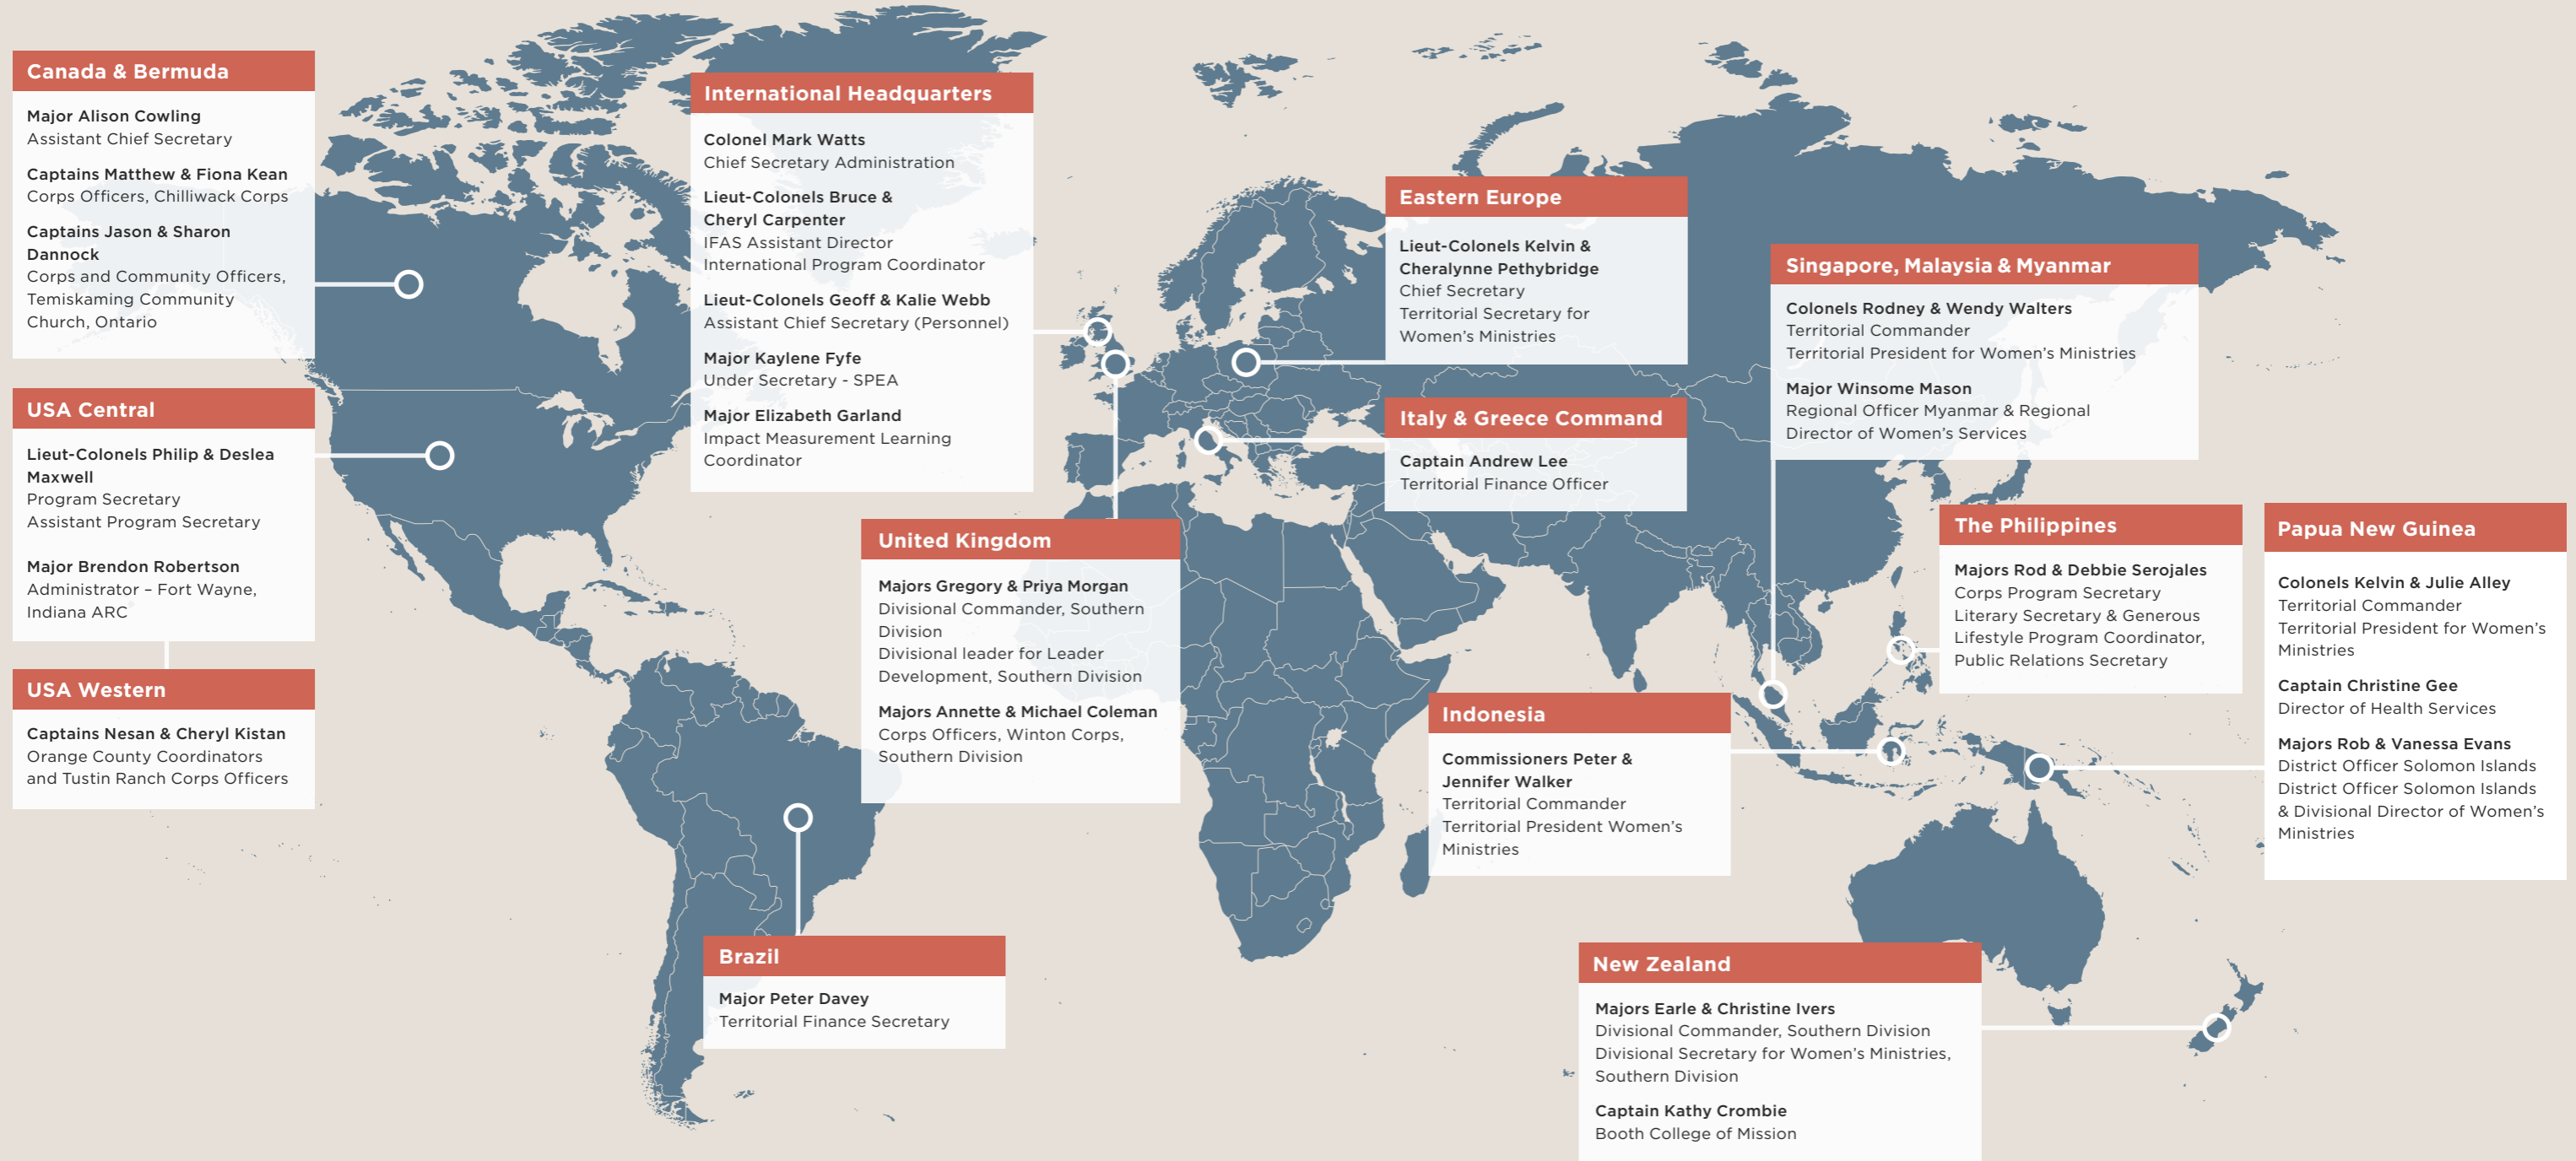 Canada & Bermuda
Major Alison Cowling
Assistant Chief Secretary
Captains Matthew & Fiona Kean
Corps Officers, Chilliwack Corps
Captains Jason & Sharon
Dannock
Corps and Community Officers,
Temiskaming Community
Church, Ontario
USA Central
Lieut-Colonels Philip & Deslea
Maxwell
Program Secretary
Assistant Program Secretary
Major Brendon Robertson
Administrator – Fort Wayne,
Indiana ARC
USA Western
Captains Nesan & Cheryl Kistan
Orange County Coordinators
and Tustin Ranch Corps Officers
International Headquarters
Colonel Mark Watts
Chief Secretary Administration
Lieut-Colonels Bruce &
Cheryl Carpenter
IFAS Assistant Director
International Program Coordinator
Lieut-Colonels Geoff & Kalie Webb
Assistant Chief Secretary (Personnel)
Major Kaylene Fyfe
Under Secretary - SPEA
Major Elizabeth Garland
Impact Measurement Learning
Coordinator
United Kingdom
Majors Gregory & Priya Morgan
Divisional Commander, Southern
Division
Divisional leader for Leader
Development, Southern Division
Majors Annette & Michael Coleman
Corps Officers, Winton Corps,
Southern Division
Brazil
Major Peter Davey
Territorial Finance Secretary
Eastern Europe
Lieut-Colonels Kelvin &
Cheralynne Pethybridge
Chief Secretary
Territorial Secretary for
Women's Ministries
Italy & Greece Command
Captain Andrew Lee
Territorial Finance Officer
Singapore, Malaysia & Myanmar
Colonels Rodney & Wendy Walters
Territorial Commander
Territorial President for Women's Ministries
Major Winsome Mason
Regional Officer Myanmar & Regional
Director of Women's Services
The Philippines
Majors Rod & Debbie Serojales
Corps Program Secretary
Literary Secretary & Generous
Lifestyle Program Coordinator,
Public Relations Secretary
Papua New Guinea
Colonels Kelvin & Julie Alley
Territorial Commander
Territorial President for Women's
Ministries
Captain Christine Gee
Director of Health Services
Majors Rob & Vanessa Evans
District Officer Solomon Islands
District Officer Solomon Islands
& Divisional Director of Women's
Ministries
Indonesia
Commissioners Peter &
Jennifer Walker
Territorial Commander
Territorial President Women's
Ministries
New Zealand
Majors Earle & Christine Ivers
Divisional Commander, Southern Division
Divisional Secretary for Women's Ministries,
Southern Division
Captain Kathy Crombie
Booth College of Mission